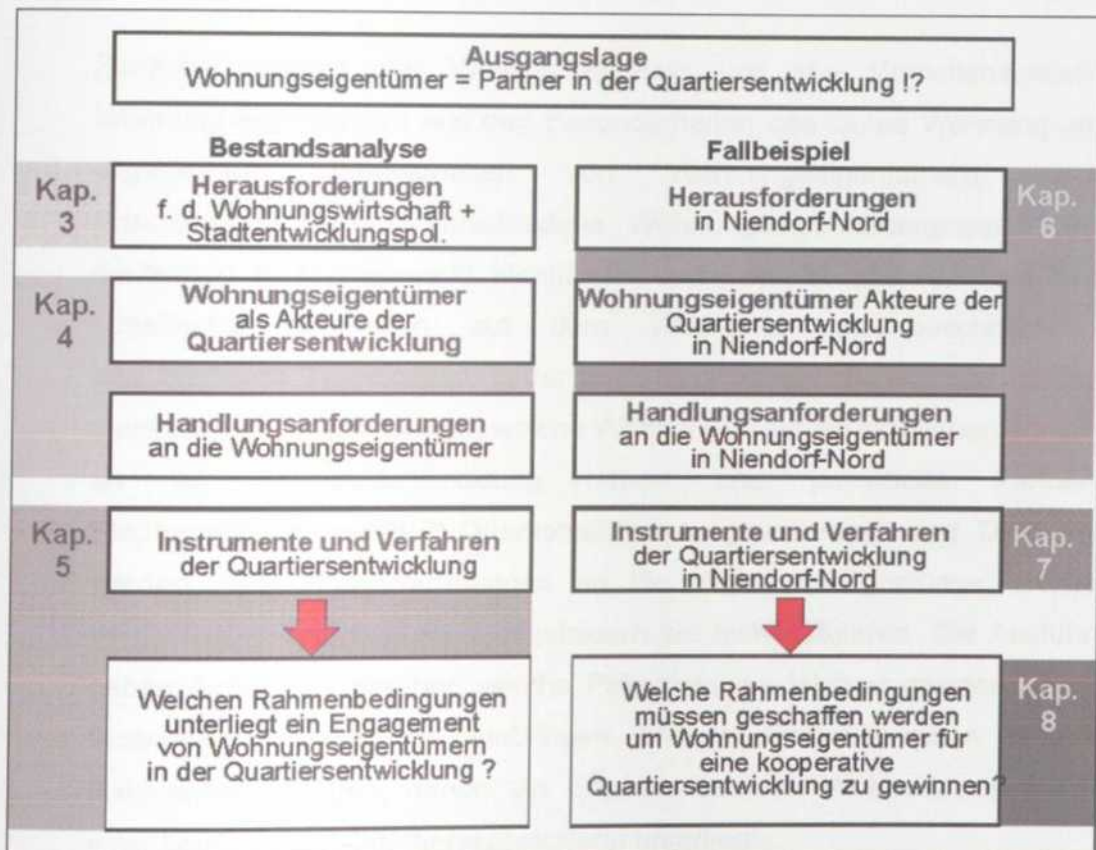 Ausgangslage
Wohnungseigentümer = Partner in der Quartiersentwicklung !?
Bestandsanalyse
Kap.
3
Herausforderungen
f. d. Wohnungswirtschaft +
Stadtentwicklungspol.
Kap.
4
Wohnungseigentümer
als Akteure der
Quartiersentwicklung
Handlungsanforderungen
an die Wohnungseigentümer
Kap.
5
Instrumente und Verfahren
der Quartiersentwicklung
Welchen Rahmenbedingungen
unterliegt ein Engagement
von Wohnungseigentümern
in der Quartiersentwicklung ?
Fallbeispiel
Herausforderungen
in Niendorf-Nord
Kap.
6
Wohnungseigentümer Akteure der
Quartiersentwicklung
in Niendorf-Nord
Handlungsanforderungen
an die Wohnungseigentümer
in Niendorf-Nord
Instrumente und Verfahren
der Quartiersentwicklung
in Niendorf-Nord
Kap.
7
Welche Rahmenbedingungen
müssen geschaffen werden
um Wohnungseigentümer für
eine kooperative
Quartiersentwicklung zu gewinnen?
Kap.
8